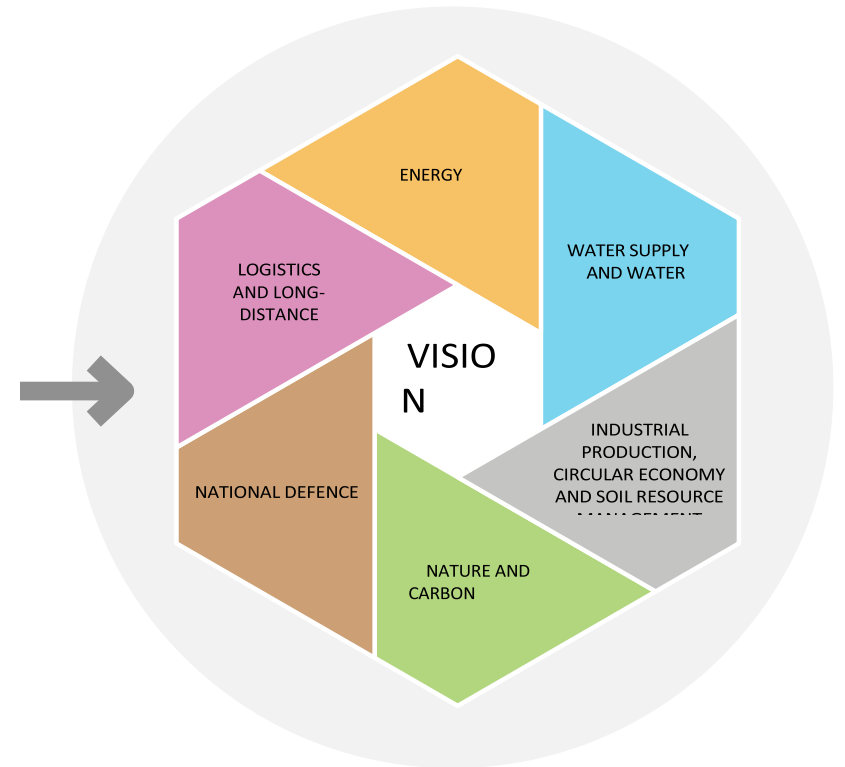 ENERGY
WATER SUPPLY
AND WATER
LOGISTICS
AND LONG-
DISTANCE
VISIO
N
INDUSTRIAL
PRODUCTION,
CIRCULAR ECONOMY
AND SOIL RESOURCE
MANAGEMENT
NATIONAL DEFENCE
NATURE AND
CARBON